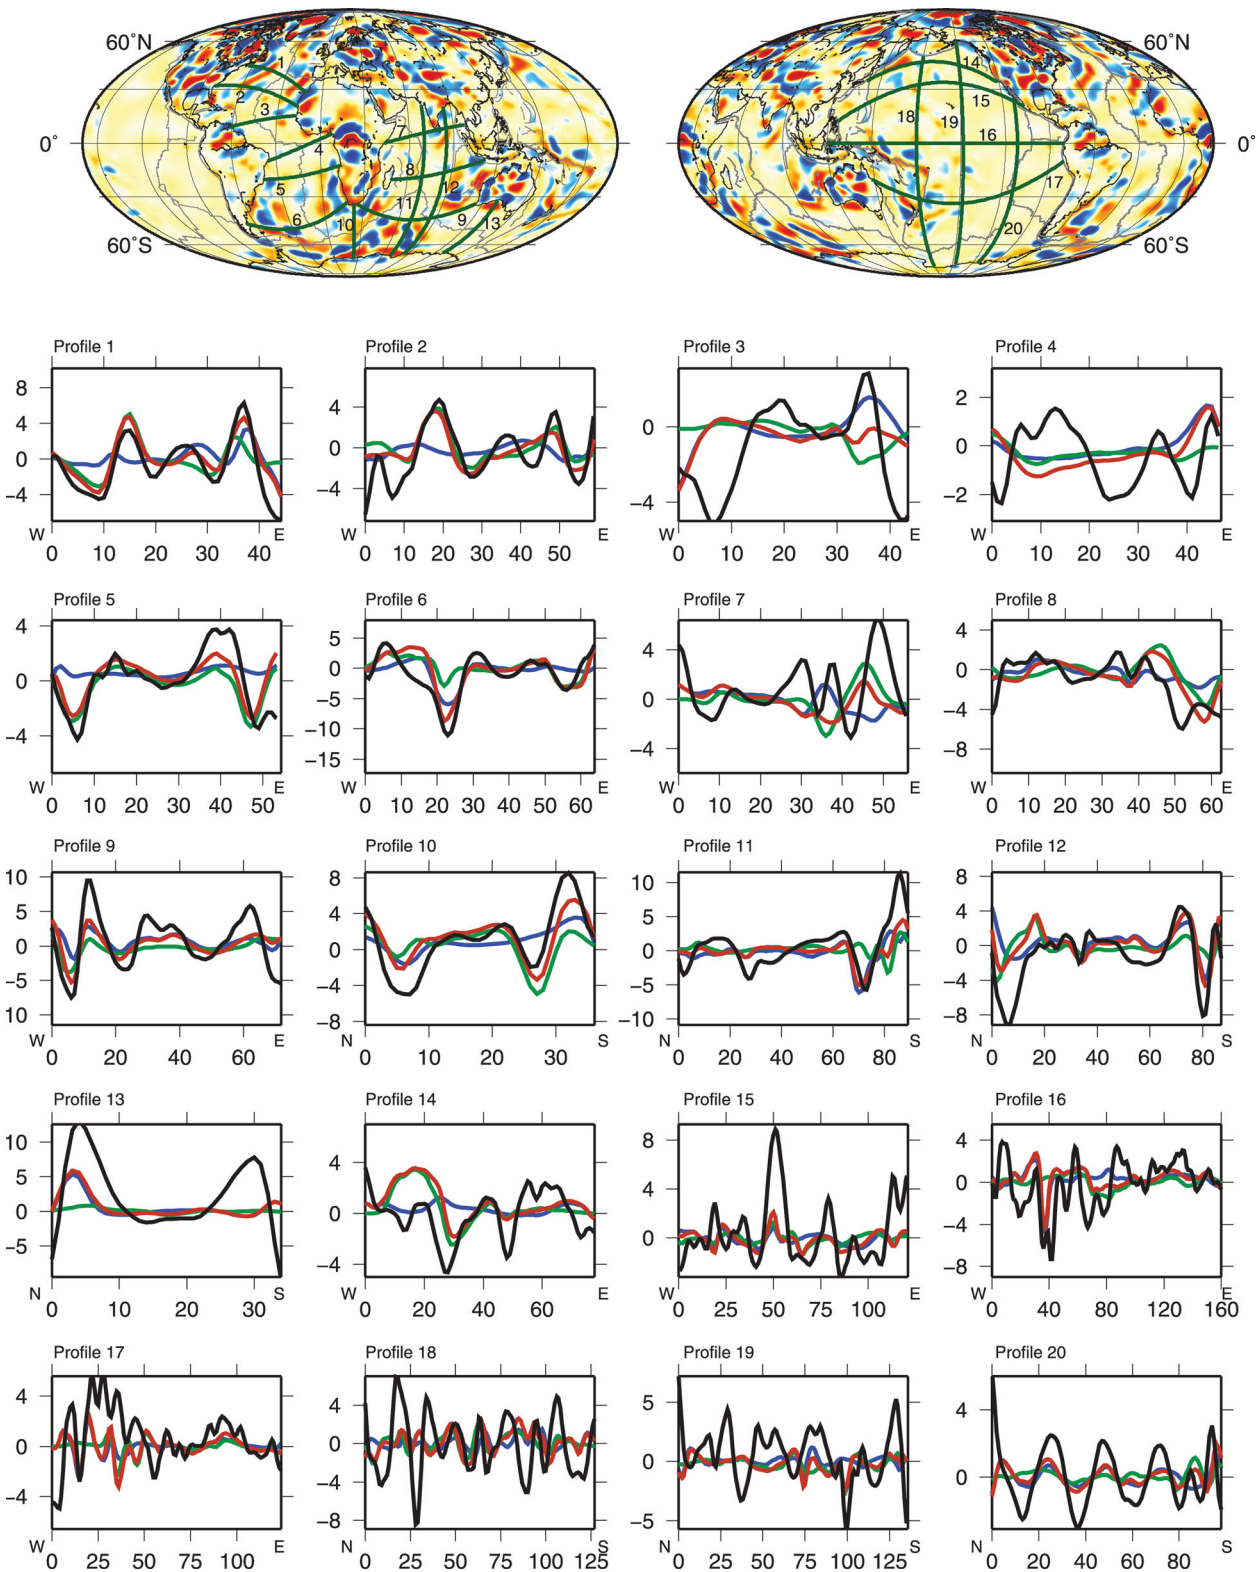 60°N
0°
60°S
1
2
3
4
5
6
7
8
9
10
11
12
13
60°N
0°
60°S
14
15
16
17
18
19
20
Profile 1
8
4
0
−4
W E
0 10 20 30 40
Profile 2
4
0
−4
W E
0 10 20 30 40 50
Profile 3
0
−4
W E
0 10 20 30 40
Profile 4
2
0
−2
W E
0 10 20 30 40
Profile 5
4
0
−4
W E
0 10 20 30 40 50
Profile 6
5
0
−5
−10
−15
W E
0 10 20 30 40 50 60
Profile 7
4
0
−4
W E
0 10 20 30 40 50
Profile 8
4
0
−4
−8
W E
0 10 20 30 40 50 60
Profile 9
10
5
0
5
10
W E
0 20 40 60
Profile 10
8
4
0
−4
−8
N S
0 10 20 30
Profile 11
10
5
0
−5
−10
N S
0 20 40 60 80
Profile 12
8
4
0
−4
−8
N S
0 20 40 60 80
Profile 13
10
5
0
−5
N S
0 10 20 30
Profile 14
4
0
−4
W E
0 20 40 60
Profile 15
8
4
0
W E
0 25 50 75 100
Profile 16
4
0
−4
−8
W E
0 40 80 120 160
Profile 17
4
0
−4
W E
0 25 50 75 100
Profile 18
4
0
−4
−8
N S
0 25 50 75 100 125
Profile 19
5
0
−5
N S
0 25 50 75 100 125
Profile 20
4
0
N S
0 20 40 60 80